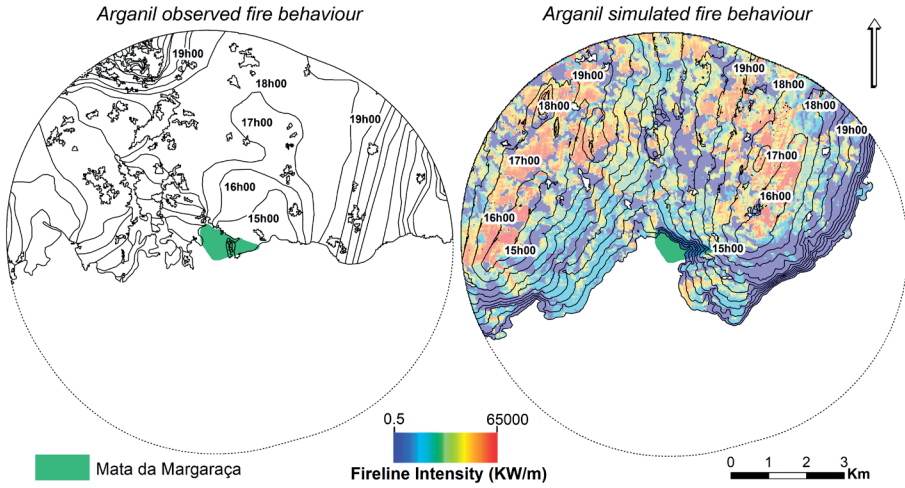 Arganil observed fire behaviour
19h00
18h00
17h00
19h00
16h00
15h00
Arganil simulated fire behaviour
19h00
18h00
17h00
16h00
15h00
19h00
18h00
18h00
19h00
17h00
16h00
15h00
Mata da Margaraça
0.5 65000
Fireline Intensity (KW/m)
0 1 2 3
Km